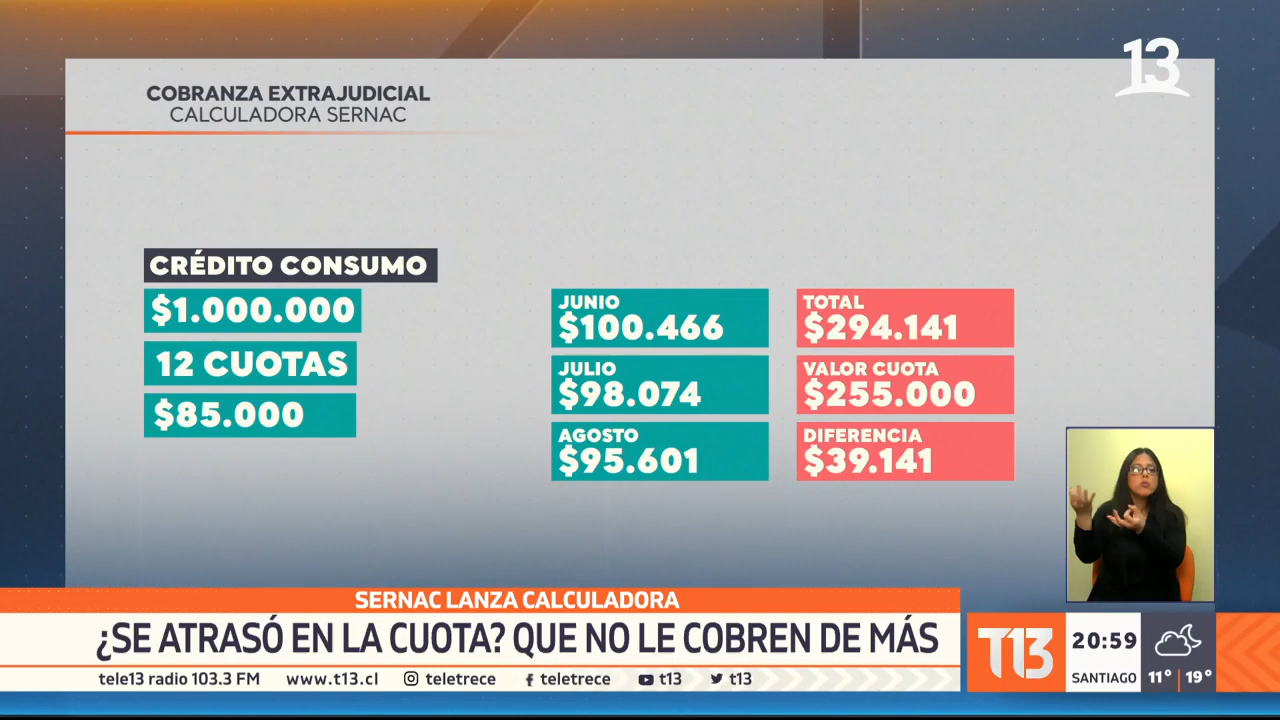 13
COBRANZA EXTRAJUDICIAL
CALCULADORA SERNAC
CRÉDITO CONSUMO
$1.000.000
12 CUOTAS
$85.000
JUNIO
$100.466
JULIO
$98.074
AGOSTO
$95.601
TOTAL
$294.141
VALOR CUOTA
$255.000
DIFERENCIA
$39.141
SERNAC LANZA CALCULADORA
¿SE ATRASÓ EN LA CUOTA? QUE NO LE COBREN DE MÁS
tele13 radio 103.3 FM www.t13.cl teletrece teletrece t13 t13
T13
20:59
SANTIAGO 11° 19°